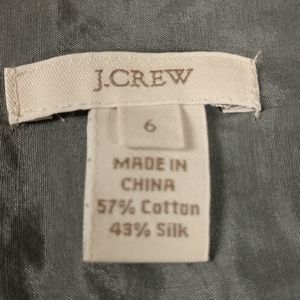 J.CREW
6
MADE IN
CHINA
57% Cotton
43% Silk